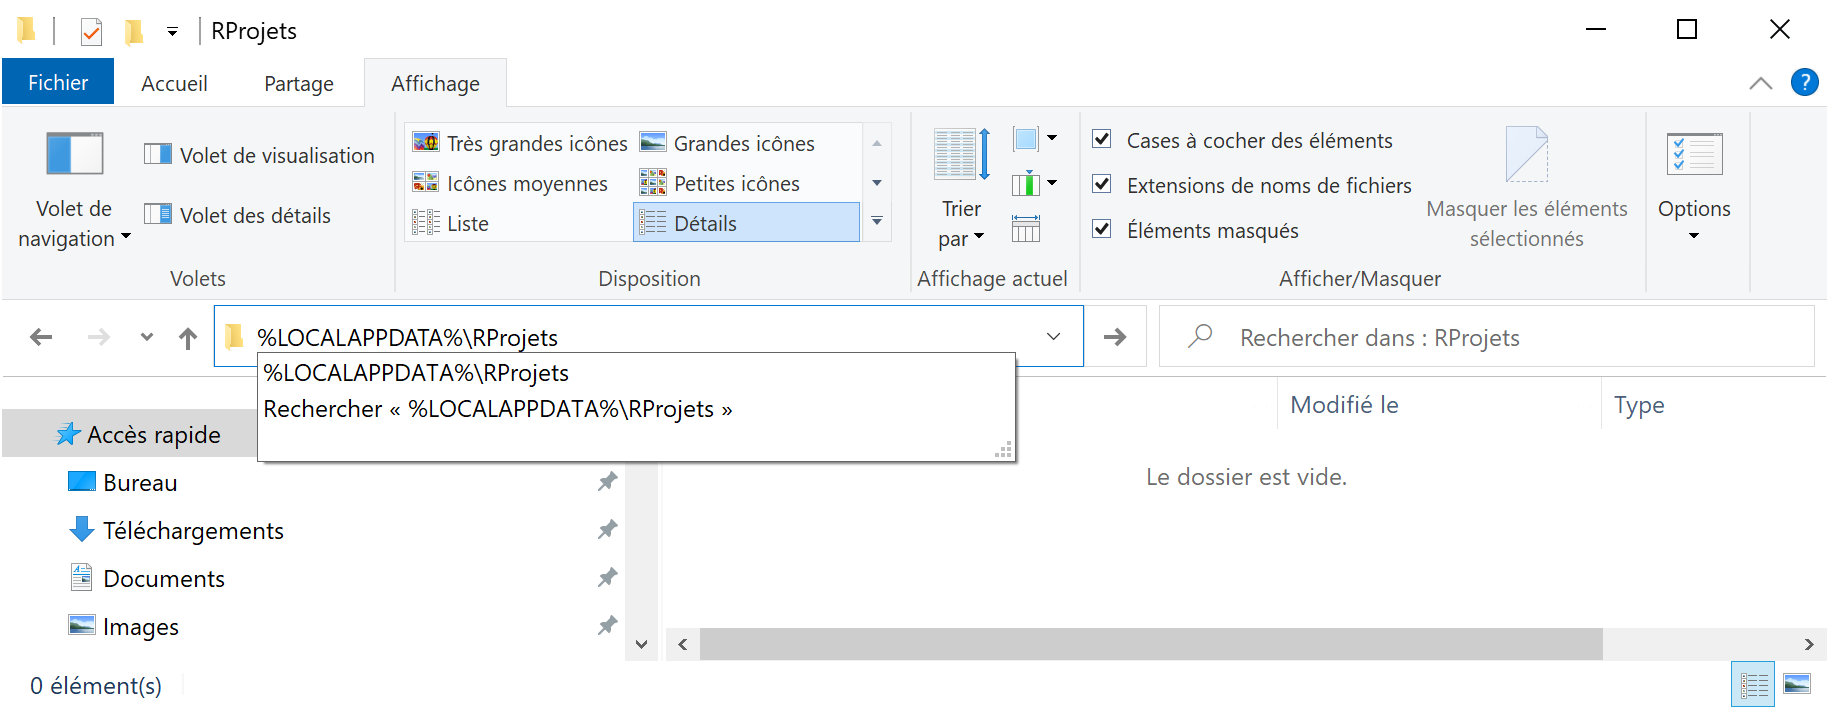 RProjets
Fichier
Accueil
Partage
Affichage
?
Volet de navigation
Volet de visualisation
Volet des détails
Volets
Très grandes icônes
Grandes icônes
Icônes moyennes
Petites icônes
Liste
Détails
Disposition
Trier par
Affichage actuel
Cases à cocher des éléments
Extensions de noms de fichiers
Éléments masqués
Masquer les éléments
sélectionnés
Afficher/Masquer
Options
%LOCALAPPDATA%\RProjets
Rechercher dans : RProjets
%LOCALAPPDATA%\RProjets
Rechercher « %LOCALAPPDATA%\RProjets »
Modifié le
Type
Accès rapide
Bureau
Téléchargements
Documents
Images
Le dossier est vide.
0 élément(s)